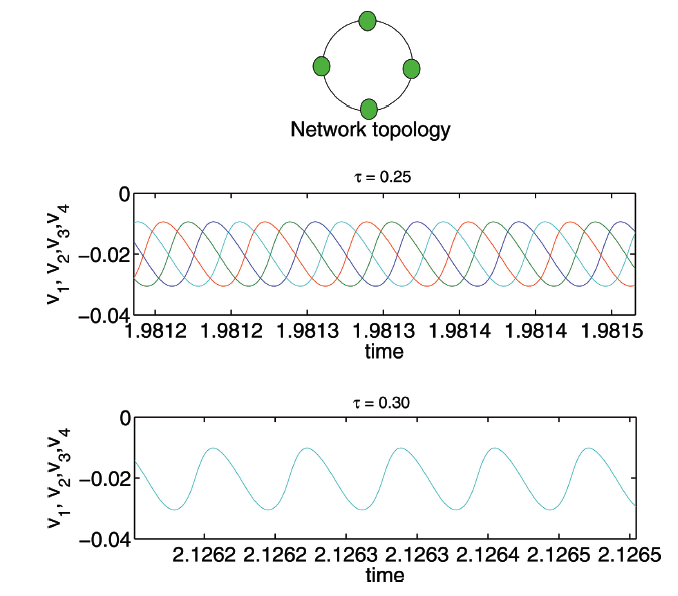 Network topology
τ = 0.25
v1, v2,v3,v4
0
−0.02
−0.04
1.9812 1.9812 1.9813 1.9813 1.9814 1.9814 1.9815
time
τ = 0.30
v1, v2,v3,v4
0
−0.02
−0.04
2.1262 2.1262 2.1263 2.1263 2.1264 2.1265 2.1265
time